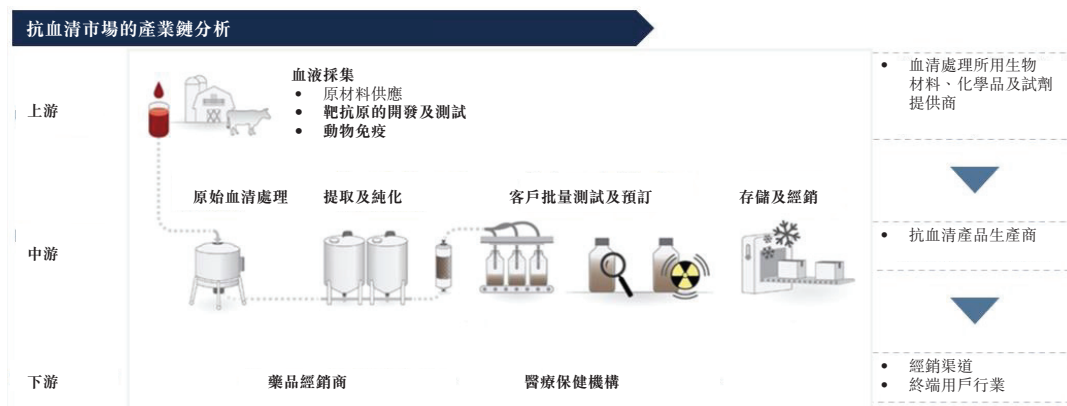 抗血清市場的產業鏈分析
上游
血液採集
• 原材料供應
• 靶抗原的開發及測試
• 動物免疫
• 血清處理所用生物
材料、化學品及試劑
提供商
中游
原始血清處理
提取及純化
客戶批量測試及預訂
存儲及經銷
• 抗血清產品生產商
下游
藥品經銷商
醫療保健機構
• 經銷渠道
• 終端用戶行業